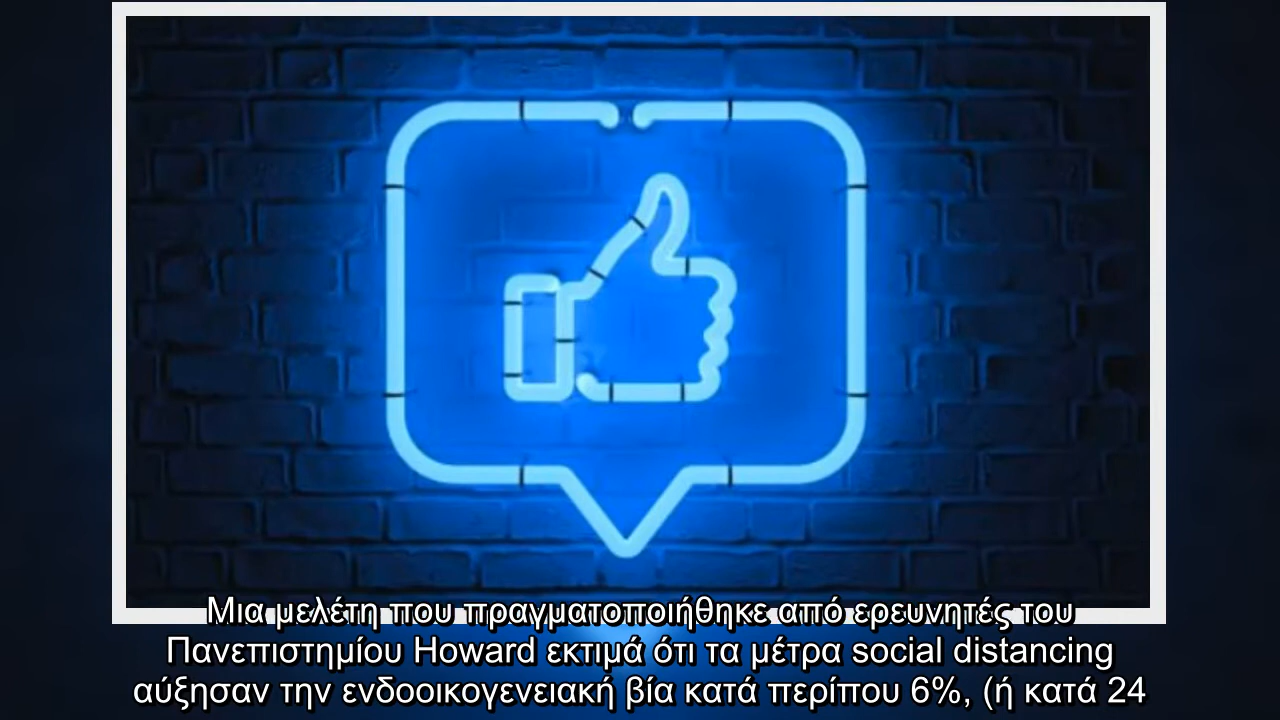 Μια μελέτη που πραγματοποιήθηκε από ερευνητές του
Πανεπιστημίου Howard εκτιμά ότι τα μέτρα social distancing
αύξησαν την ενδοοικογενειακή βία κατά περίπου 6%, (ή κατά 24